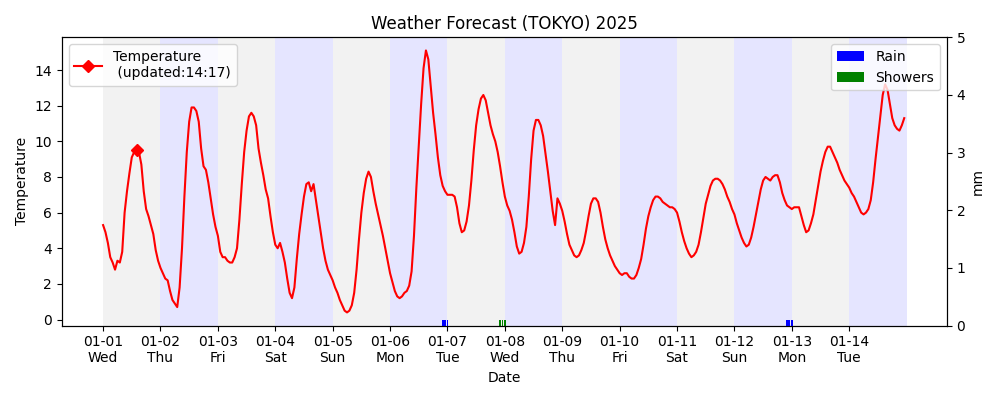 Weather Forecast (TOKYO) 2025
Temperature
(updated:14:17)
Rain
Showers
Temperature
14
12
10
8
6
4
2
0
5
4
3
2
1
0
mm
01-01 01-02 01-03 01-04 01-05 01-06 01-07 01-08 01-09 01-10 01-11 01-12 01-13 01-14
Wed Thu Fri Sat Sun Mon Tue Wed Thu Fri Sat Sun Mon Tue
Date